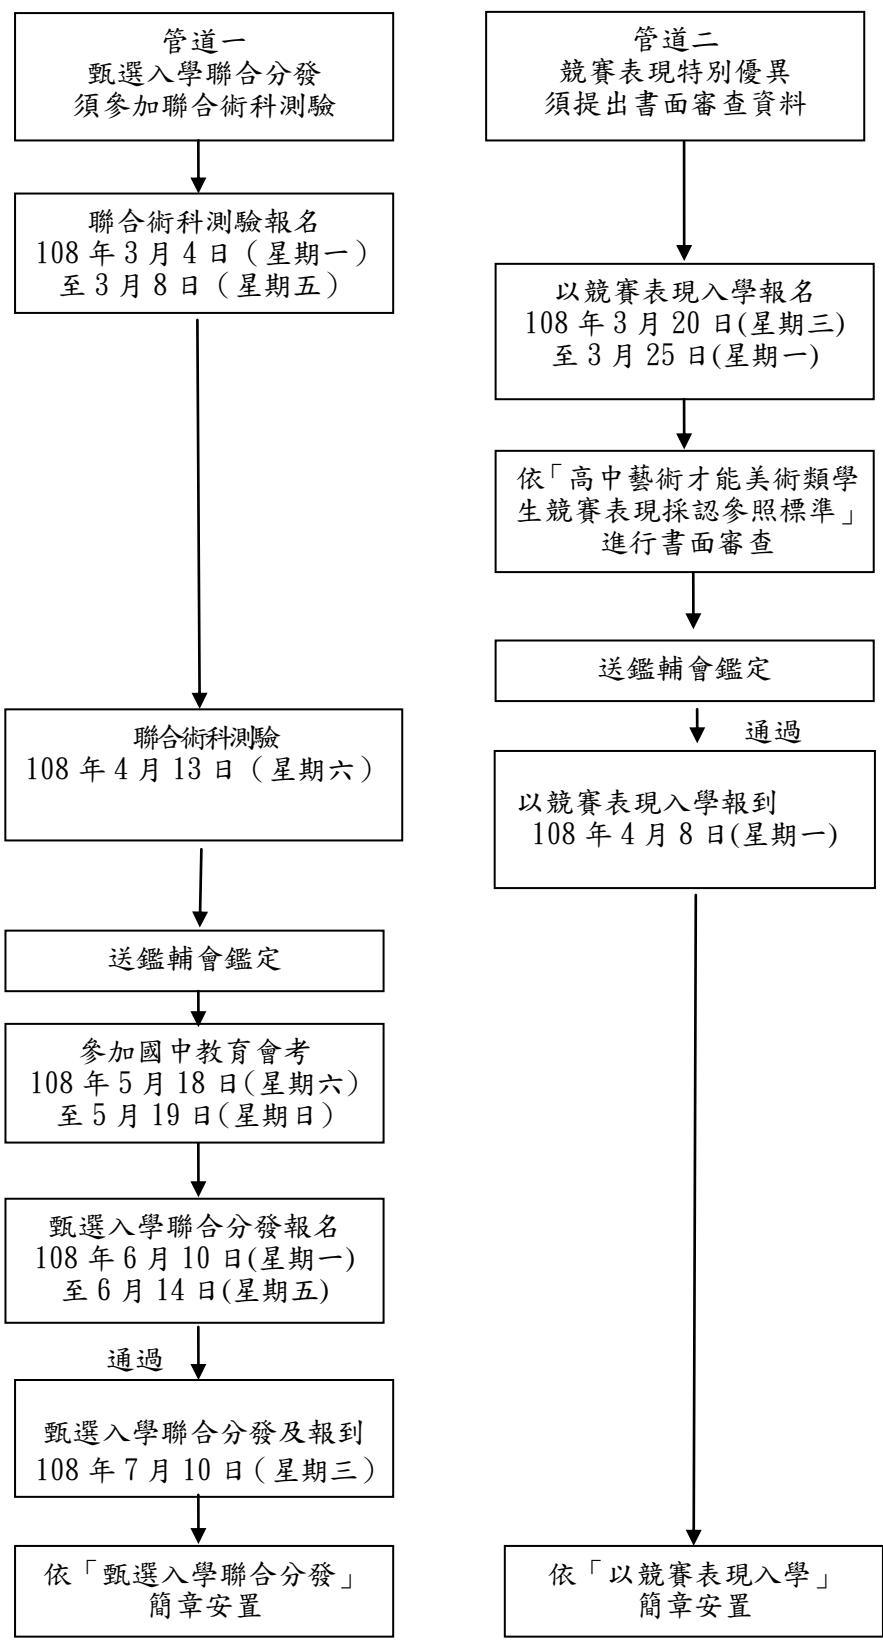 管道一
甄選入學聯合分發
須參加聯合術科測驗
聯合術科測驗報名
108 年 3 月 4 日（星期一）
至 3 月 8 日（星期五）
聯合術科測驗
108 年 4 月 13 日（星期六）
送鑑輔會鑑定
參加國中教育會考
108 年 5 月 18 日(星期六）
至 5 月 19 日(星期日）
甄選入學聯合分發報名
108 年 6 月 10 日(星期一)
至 6 月 14 日(星期五)
通過
甄選入學聯合分發及報到
108 年 7 月 10 日（星期三）
依「甄選入學聯合分發」
簡章安置
管道二
競賽表現特別優異
須提出書面審查資料
以競賽表現入學報名
108 年 3 月 20 日(星期三)
至 3 月 25 日(星期一)
依「高中藝術才能美術類學
生競賽表現採認參照標準」
進行書面審查
送鑑輔會鑑定
通過
以競賽表現入學報到
108 年 4 月 8 日(星期一)
依「以競賽表現入學」
簡章安置